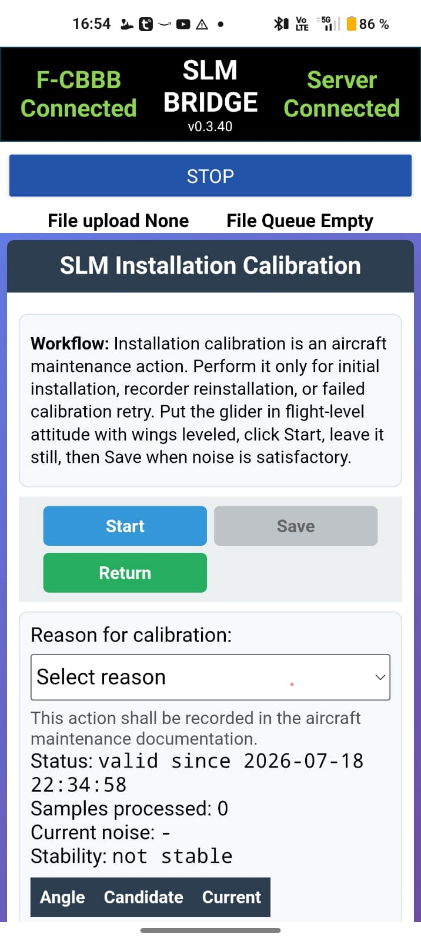 16:54
Vo LTE 5G 86 %
F-CBBB Connected
SLM BRIDGE
v0.3.40
Server Connected
STOP
File upload None File Queue Empty
SLM Installation Calibration
Workflow: Installation calibration is an aircraft
maintenance action. Perform it only for initial
installation, recorder reinstallation, or failed
calibration retry. Put the glider in flight-level
attitude with wings leveled, click Start, leave it
still, then Save when noise is satisfactory.
Start Save
Return
Reason for calibration:
Select reason
This action shall be recorded in the aircraft
maintenance documentation.
Status: valid since 2026-07-18
22:34:58
Samples processed: 0
Current noise: -
Stability: not stable
Angle Candidate Current